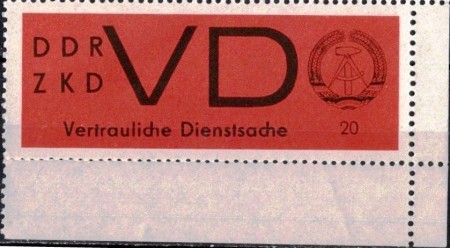 DDR
ZKD
VD
Vertrauliche Dienstsache
20